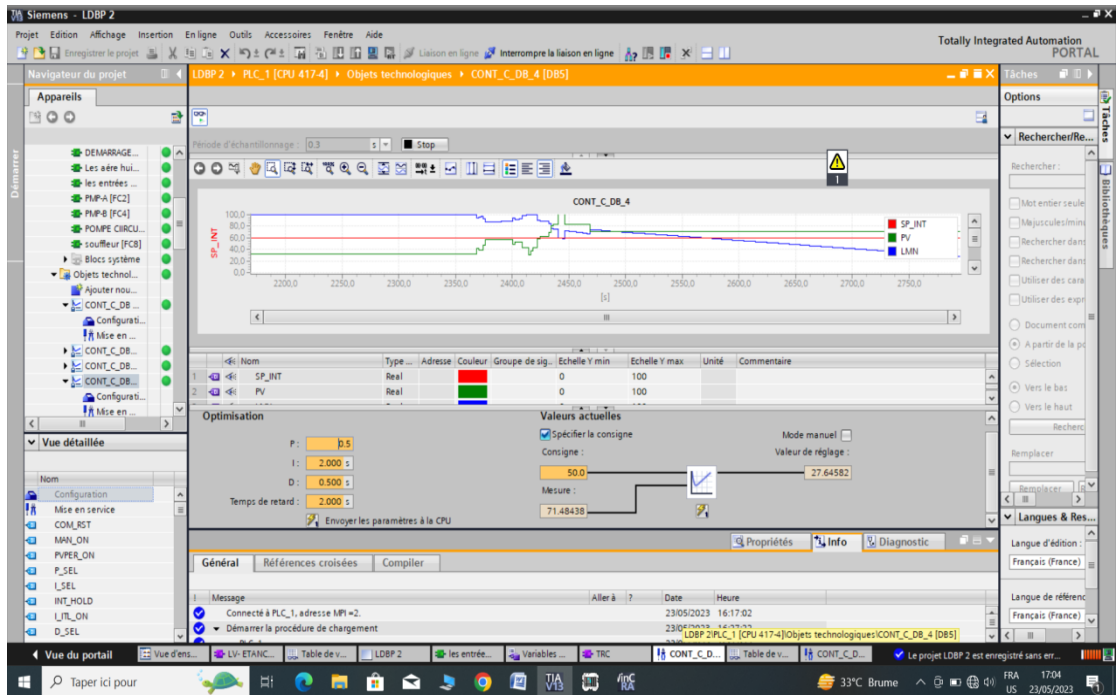 Siemens - LDBP 2
Projet Edition Affichage Insertion En ligne Outils Accessoires Fenêtre Aide
Totally Integrated Automation
PORTAL
Enregistrer le projet
Liaison en ligne
Interrompre la liaison en ligne
Navigateur du projet
LDBP 2 PLC_1 [CPU 417-4] Objets technologiques CONT_C_DB_4 [DB5]
Tâches
Appareils
Options
Démarrer
DEMARRAGE...
Les aére hui...
les entrées ...
PMP-A [FC2]
PMP-B [FC4]
POMPE CIIRCU...
souffleur [FC8]
Blocs système
Objets technol...
Ajouter nou...
CONT_C_DB ...
Configurati...
Mise en ...
CONT_C_DB...
CONT_C_DB...
CONT_C_DB...
Configurati...
Mise en ...
Vue détaillée
Nom
Configuration
Mise en service
COM_RST
MAN_ON
PVPER_ON
P_SEL
I_SEL
INT_HOLD
I_ITL_ON
D_SEL
Période d'échantillonnage : 0.3 s Stop
1
CONT_C_DB_4
SP_INT
100,0
80,0
60,0
40,0
20,0
0,0
2200,0 2250,0 2300,0 2350,0 2400,0 2450,0 2500,0 2550,0 2600,0 2650,0 2700,0 2750,0
[s]
SP_INT
PV
LMN
Nom Type ... Adresse Couleur Groupe de sig.. Echelle Y min Echelle Y max Unité Commentaire
1 SP_INT Real 0 100
2 PV Real 0 100
Optimisation
P : 0.5
I : 2.000 s
D : 0.500 s
Temps de retard : 2.000 s
Envoyer les paramètres à la CPU
Valeurs actuelles
Spécifier la consigne
Mode manuel
Consigne :
Valeur de réglage :
50.0
27.64582
Mesure :
71.48438
Propriétés Info Diagnostic
Général Références croisées Compiler
! Message Aller à ? Date Heure
Connecté à PLC_1, adresse MPI =2. 23/05/2023 16:17:02
Démarrer la procédure de chargement 23/05/2023
LDBP 2\PLC_1 [CPU 417-4]\Objets technologiques\CONT_C_DB_4 [DB5]
Rechercher/Re...
Rechercher :
Mot entier seule
Majuscules/minu
Rechercher dans
Rechercher dans
Utiliser des cara
Utiliser des expr
Document com
A partir de la po
Sélection
Vers le bas
Vers le haut
Recherc
Remplacer
Remplacer
Langues & Res...
Langue d'édition :
Français (France)
Langue de référenc
Français (France)
Tâches
Bibliothèques
Vue du portail
Vue d'ens...
LV- ETANC...
Table de v...
LDBP 2
les entrée...
Variables ...
TRC
CONT_C_D...
Table de v...
CONT_C_D...
Le projet LDBP 2 est enregistré sans err...
Taper ici pour
33°C Brume
FRA
US
17:04
23/05/2023